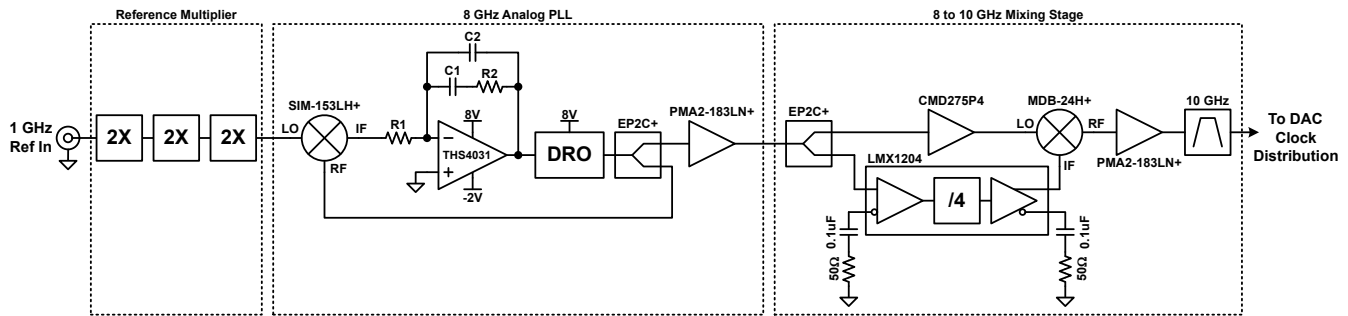 Reference Multiplier
8 GHz Analog PLL
8 to 10 GHz Mixing Stage
1 GHz
Ref In
2X
2X
2X
SIM-153LH+
LO
IF
RF
R1
C2
C1
R2
8V
THS4031
-2V
8V
DRO
EP2C+
PMA2-183LN+
EP2C+
CMD275P4
MDB-24H+
LO
RF
IF
PMA2-183LN+
10 GHz
To DAC
Clock
Distribution
LMX1204
/4
0.1uF
50Ω
0.1uF
50Ω